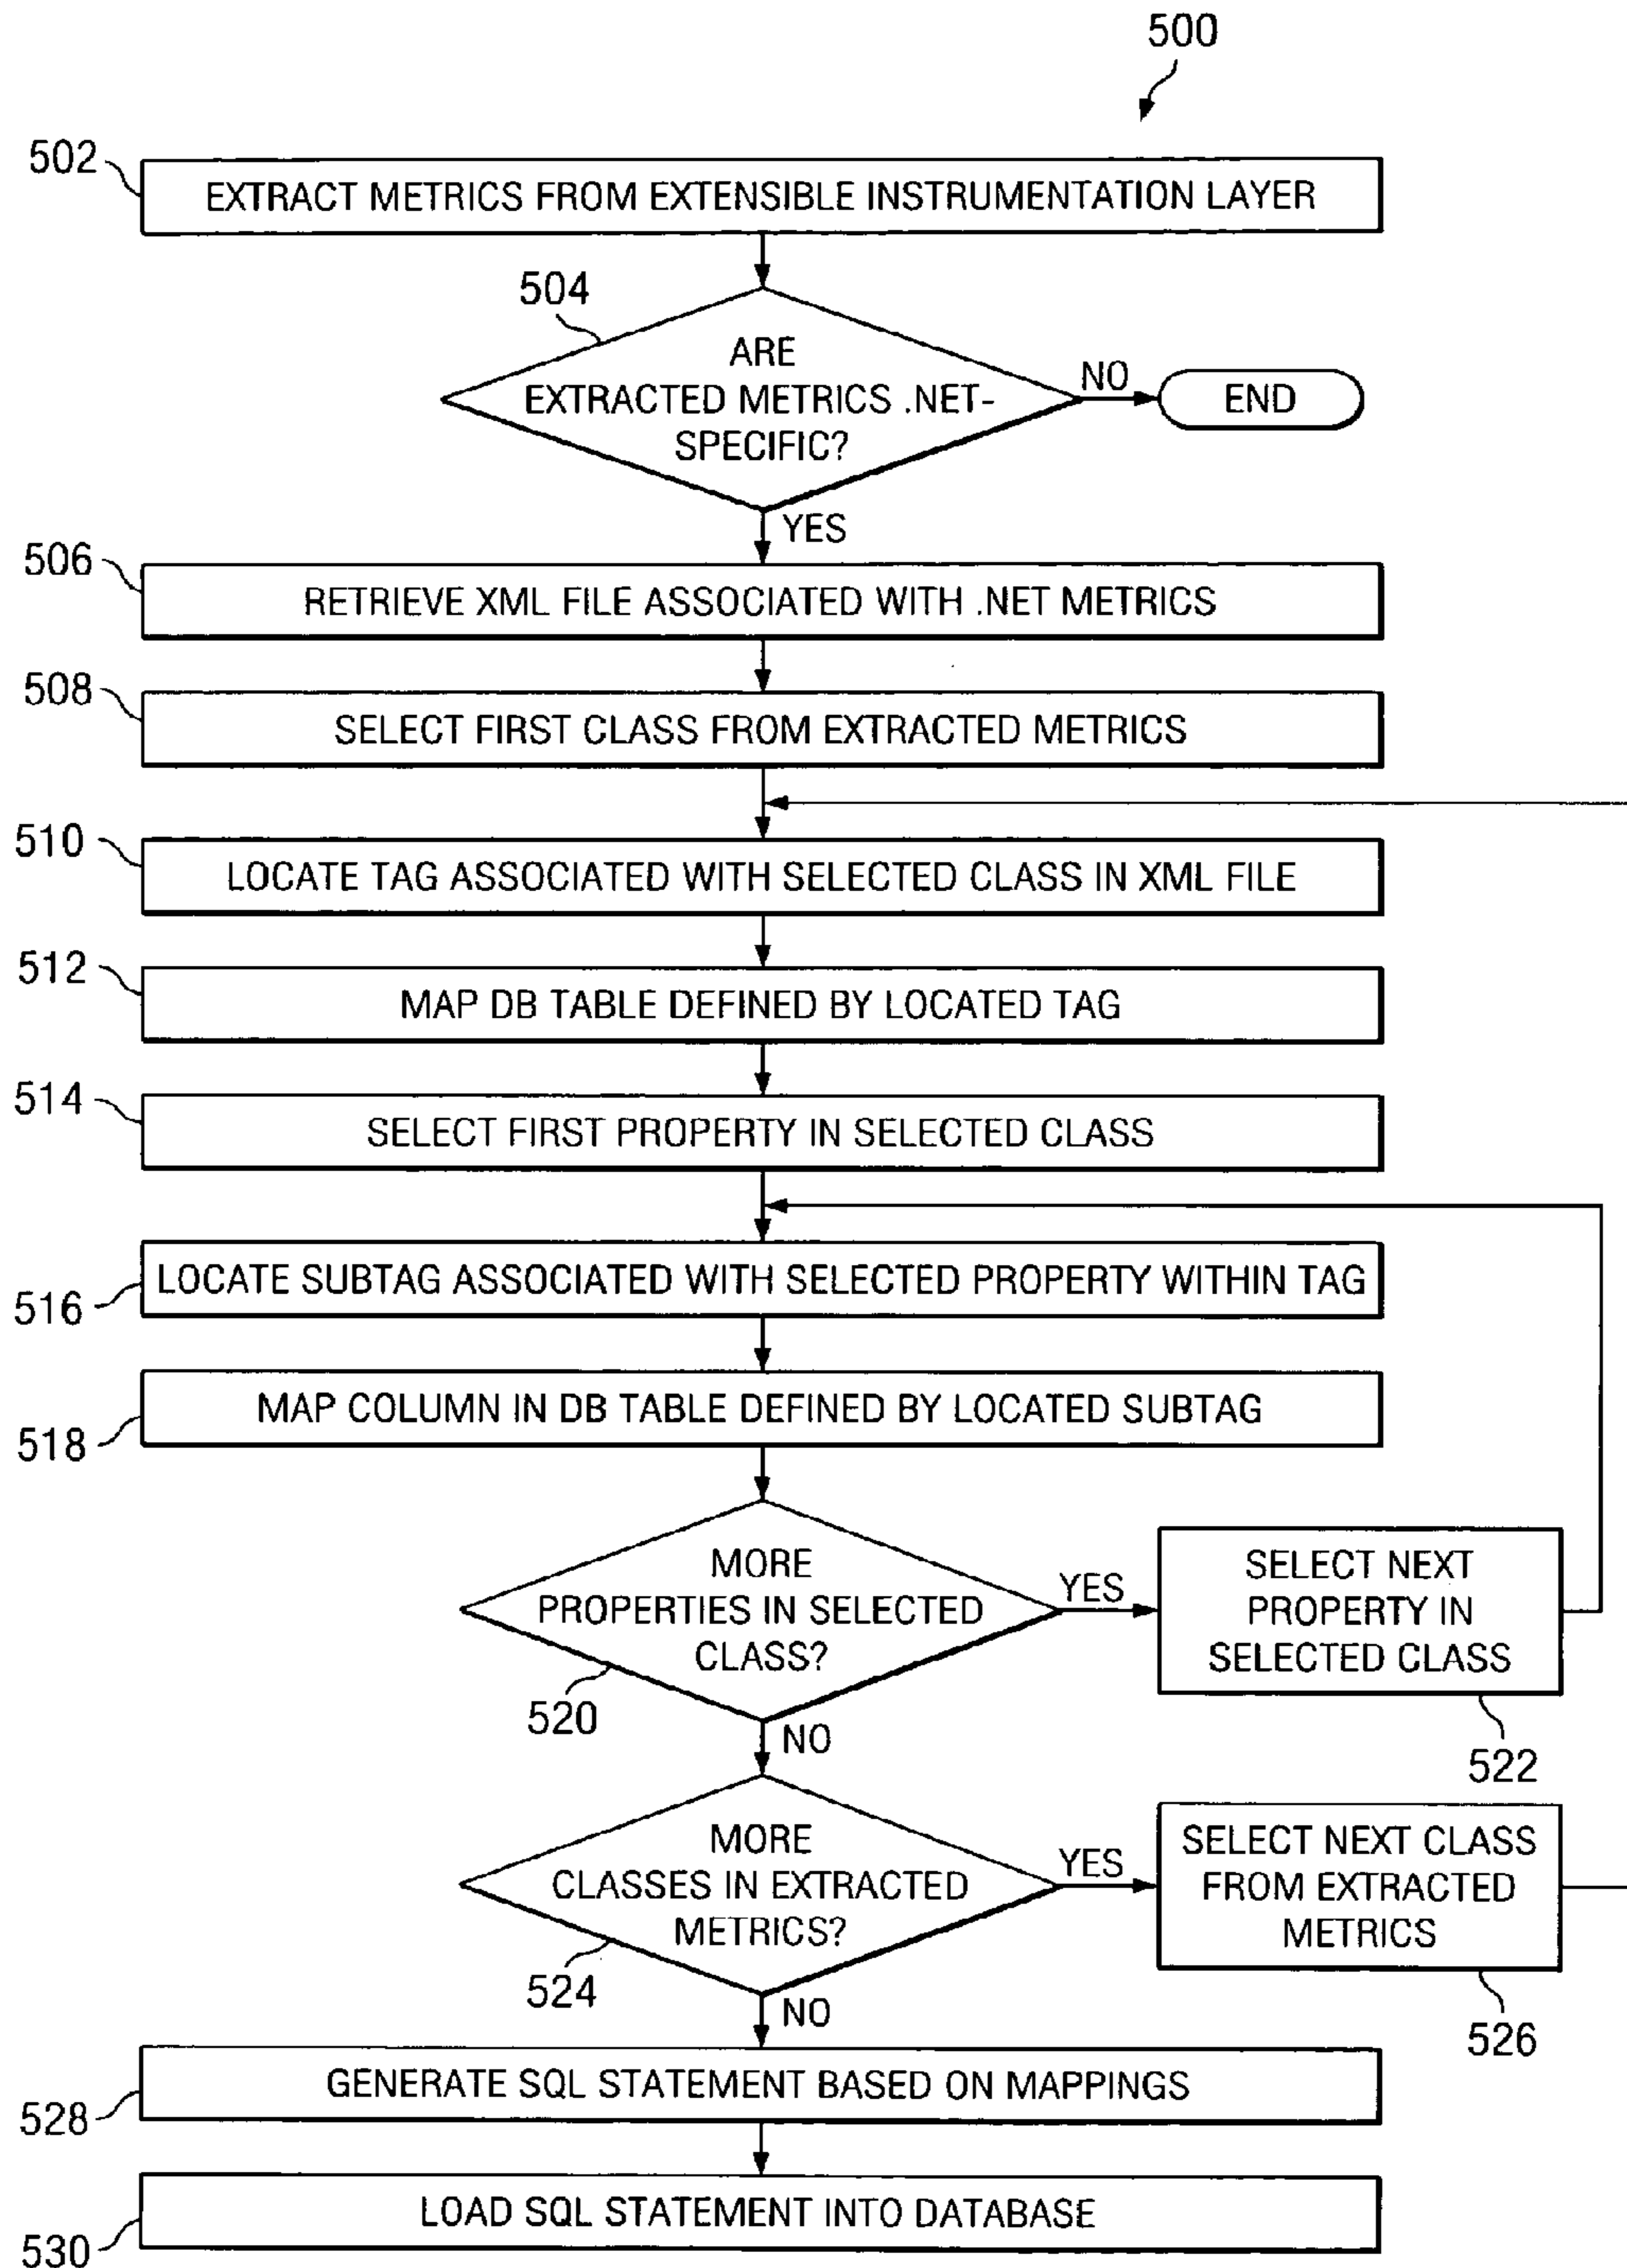 500
502
EXTRACT METRICS FROM EXTENSIBLE INSTRUMENTATION LAYER
504
ARE
EXTRACTED METRICS .NET-
SPECIFIC?
NO
END
YES
506
RETRIEVE XML FILE ASSOCIATED WITH .NET METRICS
508
SELECT FIRST CLASS FROM EXTRACTED METRICS
510
LOCATE TAG ASSOCIATED WITH SELECTED CLASS IN XML FILE
512
MAP DB TABLE DEFINED BY LOCATED TAG
514
SELECT FIRST PROPERTY IN SELECTED CLASS
LOCATE SUBTAG ASSOCIATED WITH SELECTED PROPERTY WITHIN TAG
516
MAP COLUMN IN DB TABLE DEFINED BY LOCATED SUBTAG
518
MORE
PROPERTIES IN SELECTED
CLASS?
520
YES
SELECT NEXT
PROPERTY IN
SELECTED CLASS
522
NO
MORE
CLASSES IN EXTRACTED
METRICS?
524
YES
SELECT NEXT CLASS
FROM EXTRACTED
METRICS
526
NO
GENERATE SQL STATEMENT BASED ON MAPPINGS
528
LOAD SQL STATEMENT INTO DATABASE
530